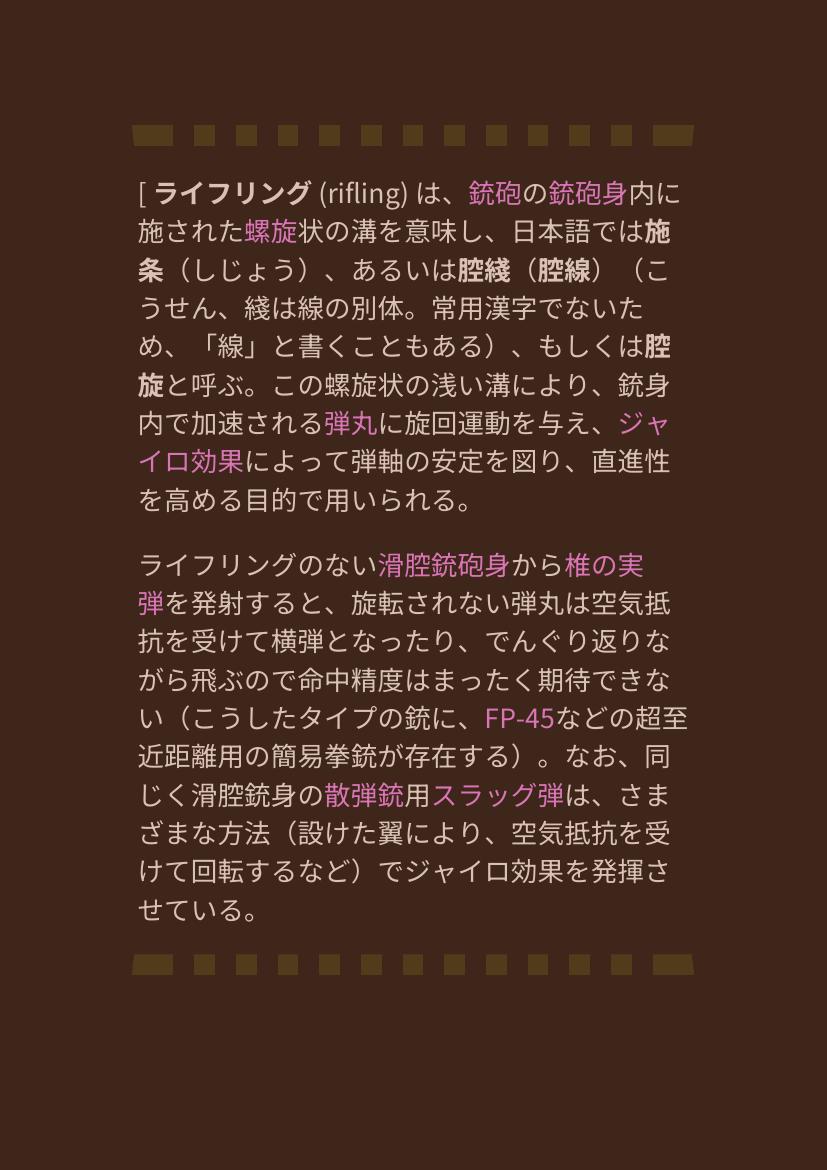 [ ライフリング (rifling) は、銃砲の銃砲身内に
施された螺旋状の溝を意味し、日本語では施
条（しじょう）、あるいは腔綫（腔線）（こ
うせん、綫は線の別体。常用漢字でないた
め、「線」と書くこともある）、もしくは腔
旋と呼ぶ。この螺旋状の浅い溝により、銃身
内で加速される弾丸に旋回運動を与え、ジャ
イロ効果によって弾軸の安定を図り、直進性
を高める目的で用いられる。
ライフリングのない滑腔銃砲身から椎の実
弾を発射すると、旋転されない弾丸は空気抵
抗を受けて横弾となったり、でんぐり返りな
がら飛ぶので命中精度はまったく期待できな
い（こうしたタイプの銃に、FP-45などの超至
近距離用の簡易拳銃が存在する）。なお、同
じく滑腔銃身の散弾銃用スラッグ弾は、さま
ざまな方法（設けた翼により、空気抵抗を受
けて回転するなど）でジャイロ効果を発揮さ
せている。